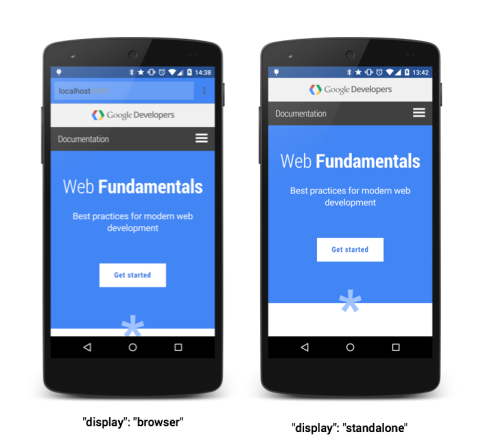 14:38
localhost
Google Developers
Documentation
Web Fundamentals
Best practices for modern web
development
Get started
"display": "browser"
13:42
Google Developers
Documentation
Web Fundamentals
Best practices for modern web
development
Get started
"display": "standalone"